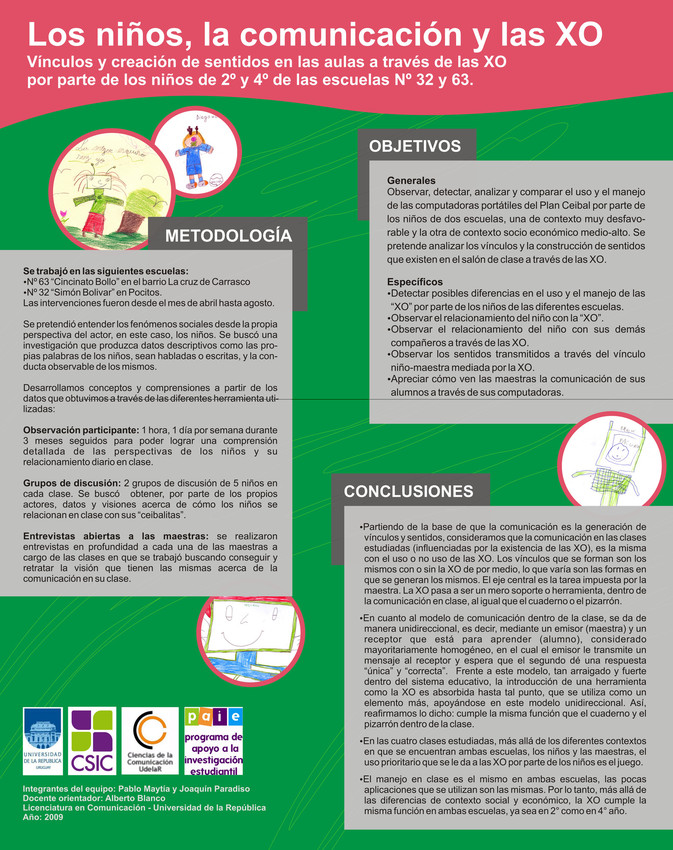 Los niños, la comunicación y las XO
Vínculos y creación de sentidos en las aulas a través de las XO
por parte de los niños de 2º y 4º de las escuelas Nº 32 y 63.
METODOLOGÍA
Se trabajó en las siguientes escuelas:
•Nº 63 “Cincinato Bollo” en el barrio La cruz de Carrasco
•Nº 32 “Simón Bolivar” en Pocitos.
Las intervenciones fueron desde el mes de abril hasta agosto.
Se pretendió entender los fenómenos sociales desde la propia
perspectiva del actor, en este caso, los niños. Se buscó una
investigación que produzca datos descriptivos como las pro-
pias palabras de los niños, sean habladas o escritas, y la con-
ducta observable de los mismos.
Desarrollamos conceptos y comprensiones a partir de los
datos que obtuvimos a través de las diferentes herramienta uti-
lizadas:
Observación participante: 1 hora, 1 día por semana durante
3 meses seguidos para poder lograr una comprensión
detallada de las perspectivas de los niños y su
relacionamiento diario en clase.
Grupos de discusión: 2 grupos de discusión de 5 niños en
cada clase. Se buscó obtener, por parte de los propios
actores, datos y visiones acerca de cómo los niños se
relacionan en clase con sus “ceibalitas”.
Entrevistas abiertas a las maestras: se realizaron
entrevistas en profundidad a cada una de las maestras a
cargo de las clases en que se trabajó buscando conseguir y
retratar la visión que tienen las mismas acerca de la
comunicación en su clase.
OBJETIVOS
Generales
Observar, detectar, analizar y comparar el uso y el manejo
de las computadoras portátiles del Plan Ceibal por parte de
los niños de dos escuelas, una de contexto muy desfavo-
rable y la otra de contexto socio económico medio-alto. Se
pretende analizar los vínculos y la construcción de sentidos
que existen en el salón de clase a través de las XO.
Específicos
•Detectar posibles diferencias en el uso y el manejo de las
“XO” por parte de los niños de las diferentes escuelas.
•Observar el relacionamiento del niño con la “XO”.
•Observar el relacionamiento del niño con sus demás
compañeros a través de las XO.
•Observar los sentidos transmitidos a través del vínculo
niño-maestra mediada por la XO.
•Apreciar cómo ven las maestras la comunicación de sus
alumnos a través de sus computadoras.
CONCLUSIONES
•Partiendo de la base de que la comunicación es la generación de
vínculos y sentidos, consideramos que la comunicación en las clases
estudiadas (influenciadas por la existencia de las XO), es la misma
con el uso o no uso de las XO. Los vínculos que se forman son los
mismos con o sin la XO de por medio, lo que varía son las formas en
que se generan los mismos. El eje central es la tarea impuesta por la
maestra. La XO pasa a ser un mero soporte o herramienta, dentro de
la comunicación en clase, al igual que el cuaderno o el pizarrón.
•En cuanto al modelo de comunicación dentro de la clase, se da de
manera unidireccional, es decir, mediante un emisor (maestra) y un
receptor que está para aprender (alumno), considerado
mayoritariamente homogéneo, en el cual el emisor le transmite un
mensaje al receptor y espera que el segundo dé una respuesta
“única” y “correcta”. Frente a este modelo, tan arraigado y fuerte
dentro del sistema educativo, la introducción de una herramienta
como la XO es absorbida hasta tal punto, que se utiliza como un
elemento más, apoyándose en este modelo unidireccional. Así,
reafirmamos lo dicho: cumple la misma función que el cuaderno y el
pizarrón dentro de la clase.
•En las cuatro clases estudiadas, más allá de los diferentes contextos
en que se encuentran ambas escuelas, los niños y las maestras, el
uso prioritario que se le da a las XO por parte de los niños es el juego.
•El manejo en clase es el mismo en ambas escuelas, las pocas
aplicaciones que se utilizan son las mismas. Por lo tanto, más allá de
las diferencias de contexto social y económico, la XO cumple la
misma función en ambas escuelas, ya sea en 2° como en 4° año.
UNIVERSIDAD
DE LA REPUBLICA
URUGUAY
CSIC
Ciencias de la
Comunicación
UdelaR
paie
programa de
apoyo a la
investigación
estudiantil
Integrantes del equipo: Pablo Maytia y Joaquín Paradiso
Docente orientador: Alberto Blanco
Licenciatura en Comunicación - Universidad de la República
Año: 2009